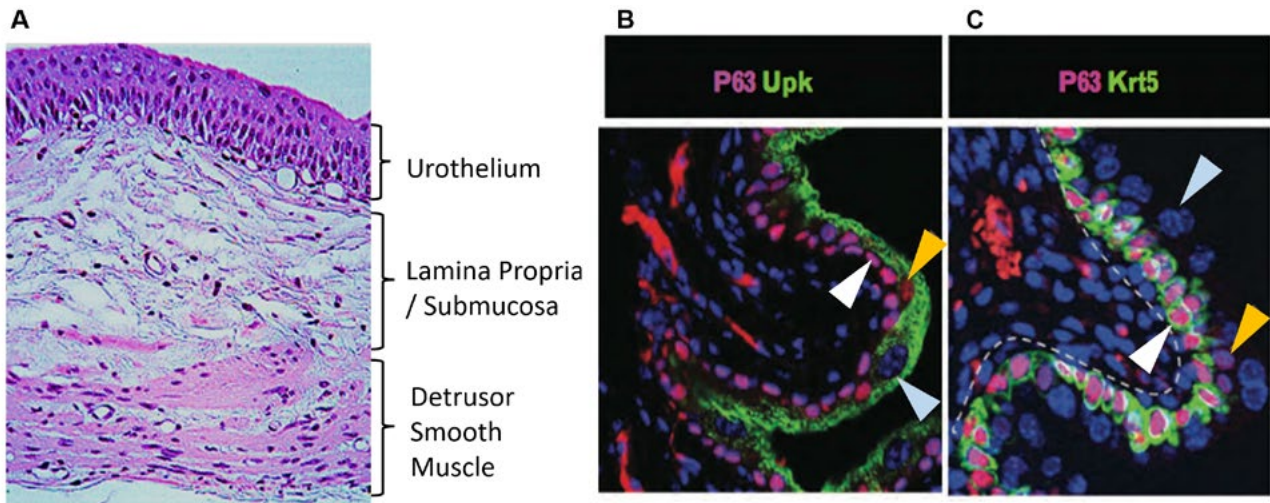 A
B
C
Urothelium
Lamina Propria
/ Submucosa
Detrusor
Smooth
Muscle
P63 Upk
P63 Krt5